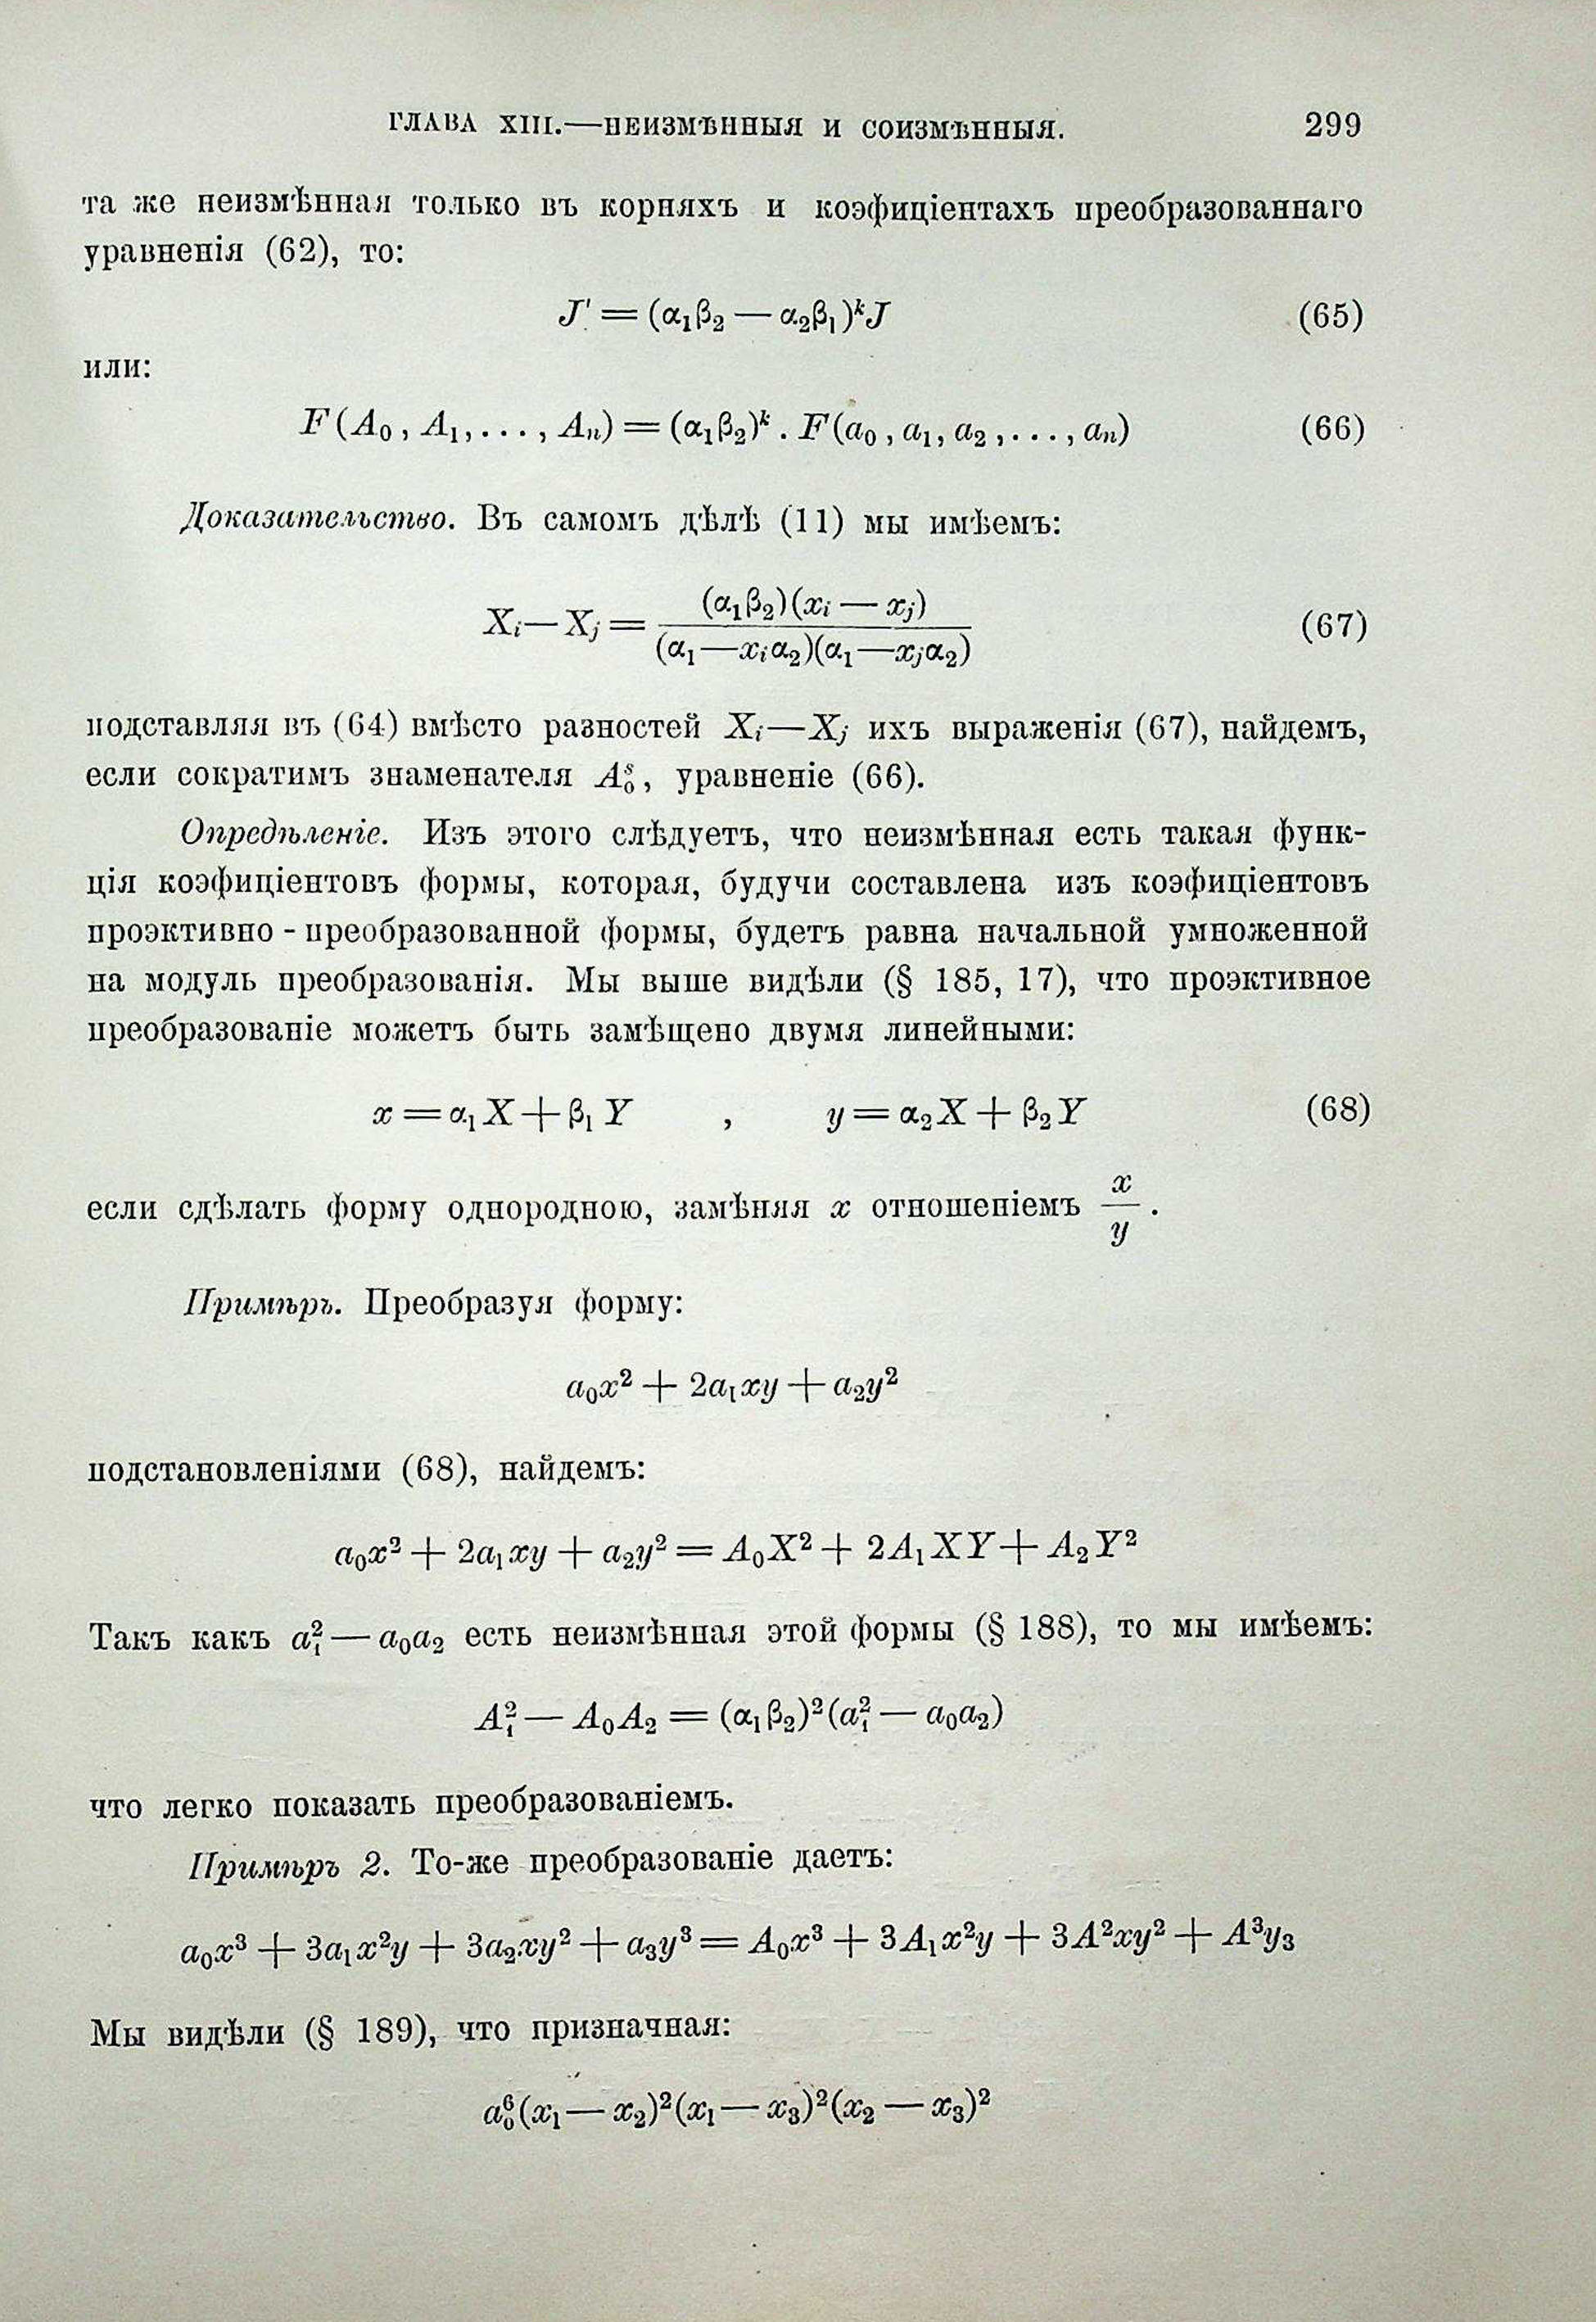 ГЛАВА XIII.—НЕИЗМѢННЫЯ И СОИЗМѢННЫЯ. 299
та же неизмѣнная только въ корняхъ и коэфиціентахъ преобразованнаго
уравненія (62), то:
J' = (α₁β₂ — α₂β₁)ᵏJ (65)
или:
F(A₀, A₁, . . . , Aₙ) = (α₁β₂)ᵏ . F(a₀, a₁, a₂, . . . , aₙ) (66)
Доказательство. Въ самомъ дѣлѣ (11) мы имѣемъ:
Xᵢ — Xⱼ = (α₁β₂)(xᵢ — xⱼ) / (α₁ — xᵢα₂)(α₁ — xⱼα₂) (67)
подставляя въ (64) вмѣсто разностей Xᵢ — Xⱼ ихъ выраженія (67), найдемъ,
если сократимъ знаменателя A₀ˢ, уравненіе (66).
Опредѣленіе. Изъ этого слѣдуетъ, что неизмѣнная есть такая функ-
ція коэфиціентовъ формы, которая, будучи составлена изъ коэфиціентовъ
проэктивно - преобразованной формы, будетъ равна начальной умноженной
на модуль преобразованія. Мы выше видѣли (§ 185, 17), что проэктивное
преобразованіе можетъ быть замѣщено двумя линейными:
x = α₁X + β₁Y , y = α₂X + β₂Y (68)
если сдѣлать форму однородною, замѣняя x отношеніемъ x/y.
Примѣръ. Преобразуя форму:
a₀x² + 2a₁xy + a₂y²
подстановленіями (68), найдемъ:
a₀x² + 2a₁xy + a₂y² = A₀X² + 2A₁XY + A₂Y²
Такъ какъ a₁² — a₀a₂ есть неизмѣнная этой формы (§ 188), то мы имѣемъ:
A₁² — A₀A₂ = (α₁β₂)²(a₁² — a₀a₂)
что легко показать преобразованіемъ.
Примѣръ 2. То-же преобразованіе даетъ:
a₀x³ + 3a₁x²y + 3a₂xy² + a₃y³ = A₀x³ + 3A₁x²y + 3A²xy² + A³y₃
Мы видѣли (§ 189), что призначная:
a₀⁶(x₁ — x₂)²(x₁ — x₃)²(x₂ — x₃)²